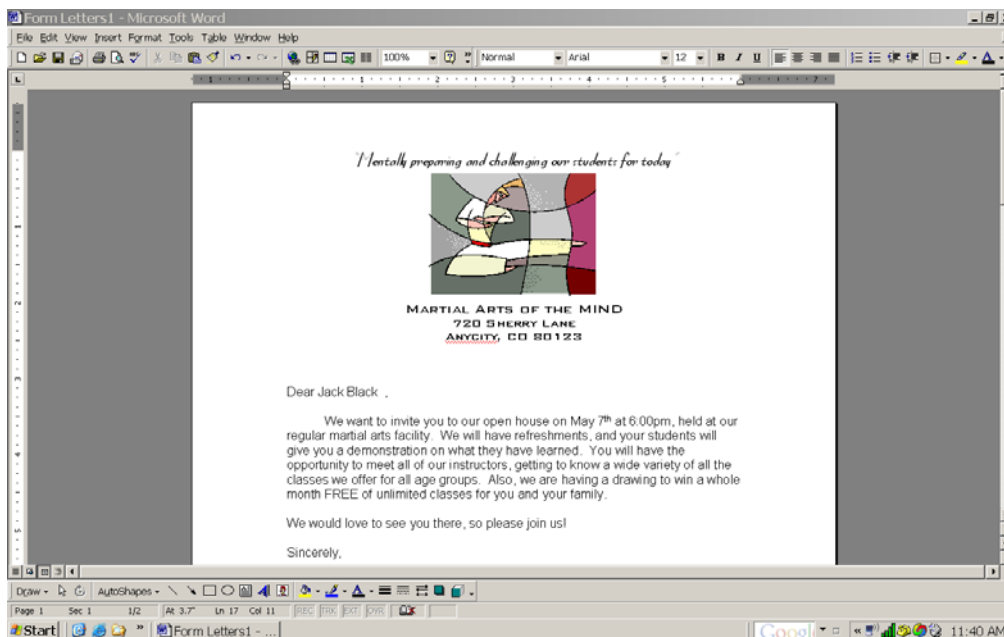 Form Letters1 - Microsoft Word
File Edit View Insert Format Tools Table Window Help
100% Normal Arial 12 B I U
1 1 2 3 4 5 7
"Mentally preparing and challenging our students for today"
MARTIAL ARTS OF THE MIND
720 SHERRY LANE
ANYCITY, CO 80123
Dear Jack Black ,
We want to invite you to our open house on May 7th at 6:00pm, held at our
regular martial arts facility. We will have refreshments, and your students will
give you a demonstration on what they have learned. You will have the
opportunity to meet all of our instructors, getting to know a wide variety of all the
classes we offer for all age groups. Also, we are having a drawing to win a whole
month FREE of unlimited classes for you and your family.
We would love to see you there, so please join us!
Sincerely,
Draw AutoShapes
Page 1 Sec 1 1/2 At 3.7" Ln 17 Col 11 REC TRK EXT OVR
Start Form Letters1 - ... Googl 11:40 AM